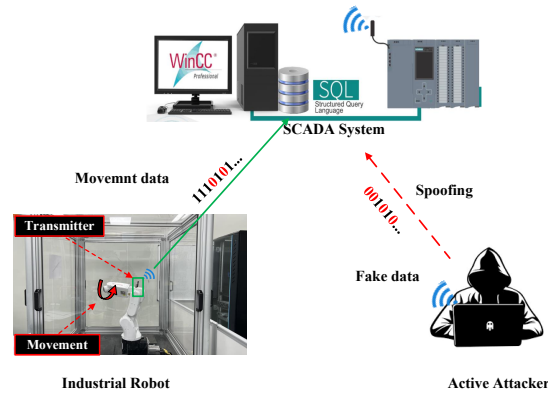 WinCC®
Professional
SQL
Structured Query
Language
SCADA System
Movemnt data
1110101...
001010...
Spoofing
Transmitter
Fake data
Movement
Industrial Robot
Active Attacker